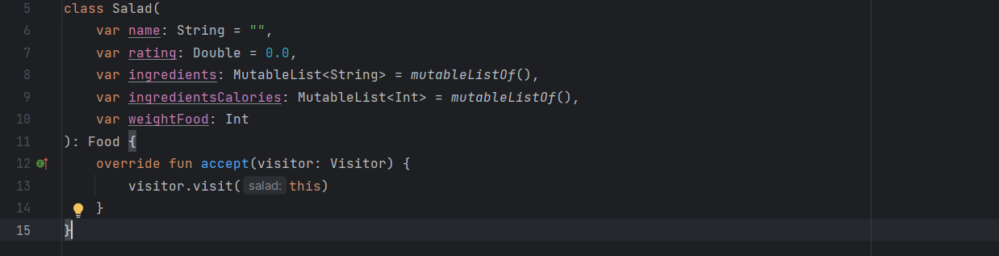 5 class Salad(
6 var name: String = "",
7 var rating: Double = 0.0,
8 var ingredients: MutableList<String> = mutableListOf(),
9 var ingredientsCalories: MutableList<Int> = mutableListOf(),
10 var weightFood: Int
11 ): Food {
12 override fun accept(visitor: Visitor) {
13 visitor.visit( salad: this)
14 }
15 }